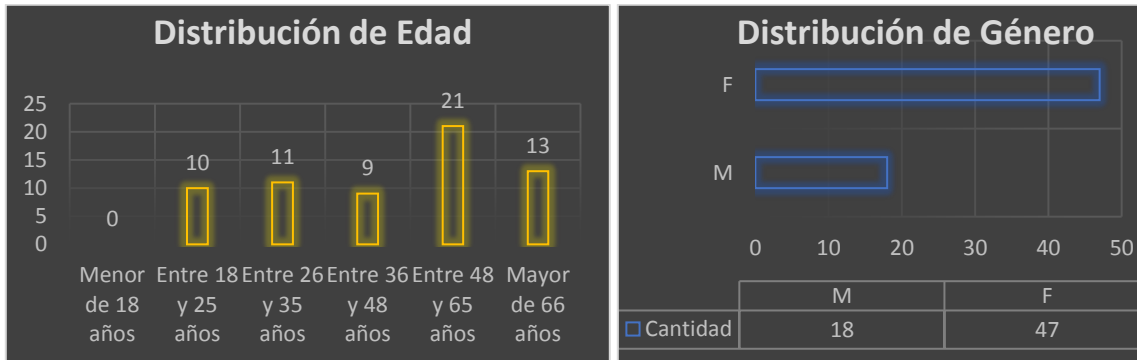 Distribución de Edad
25
20
15
10
5
0
0
10
11
9
21
13
Menor de 18 años
Entre 18 y 25 años
Entre 26 y 35 años
Entre 36 y 48 años
Entre 48 y 65 años
Mayor de 66 años
Distribución de Género
F
M
0 10 20 30 40 50
M F
Cantidad 18 47